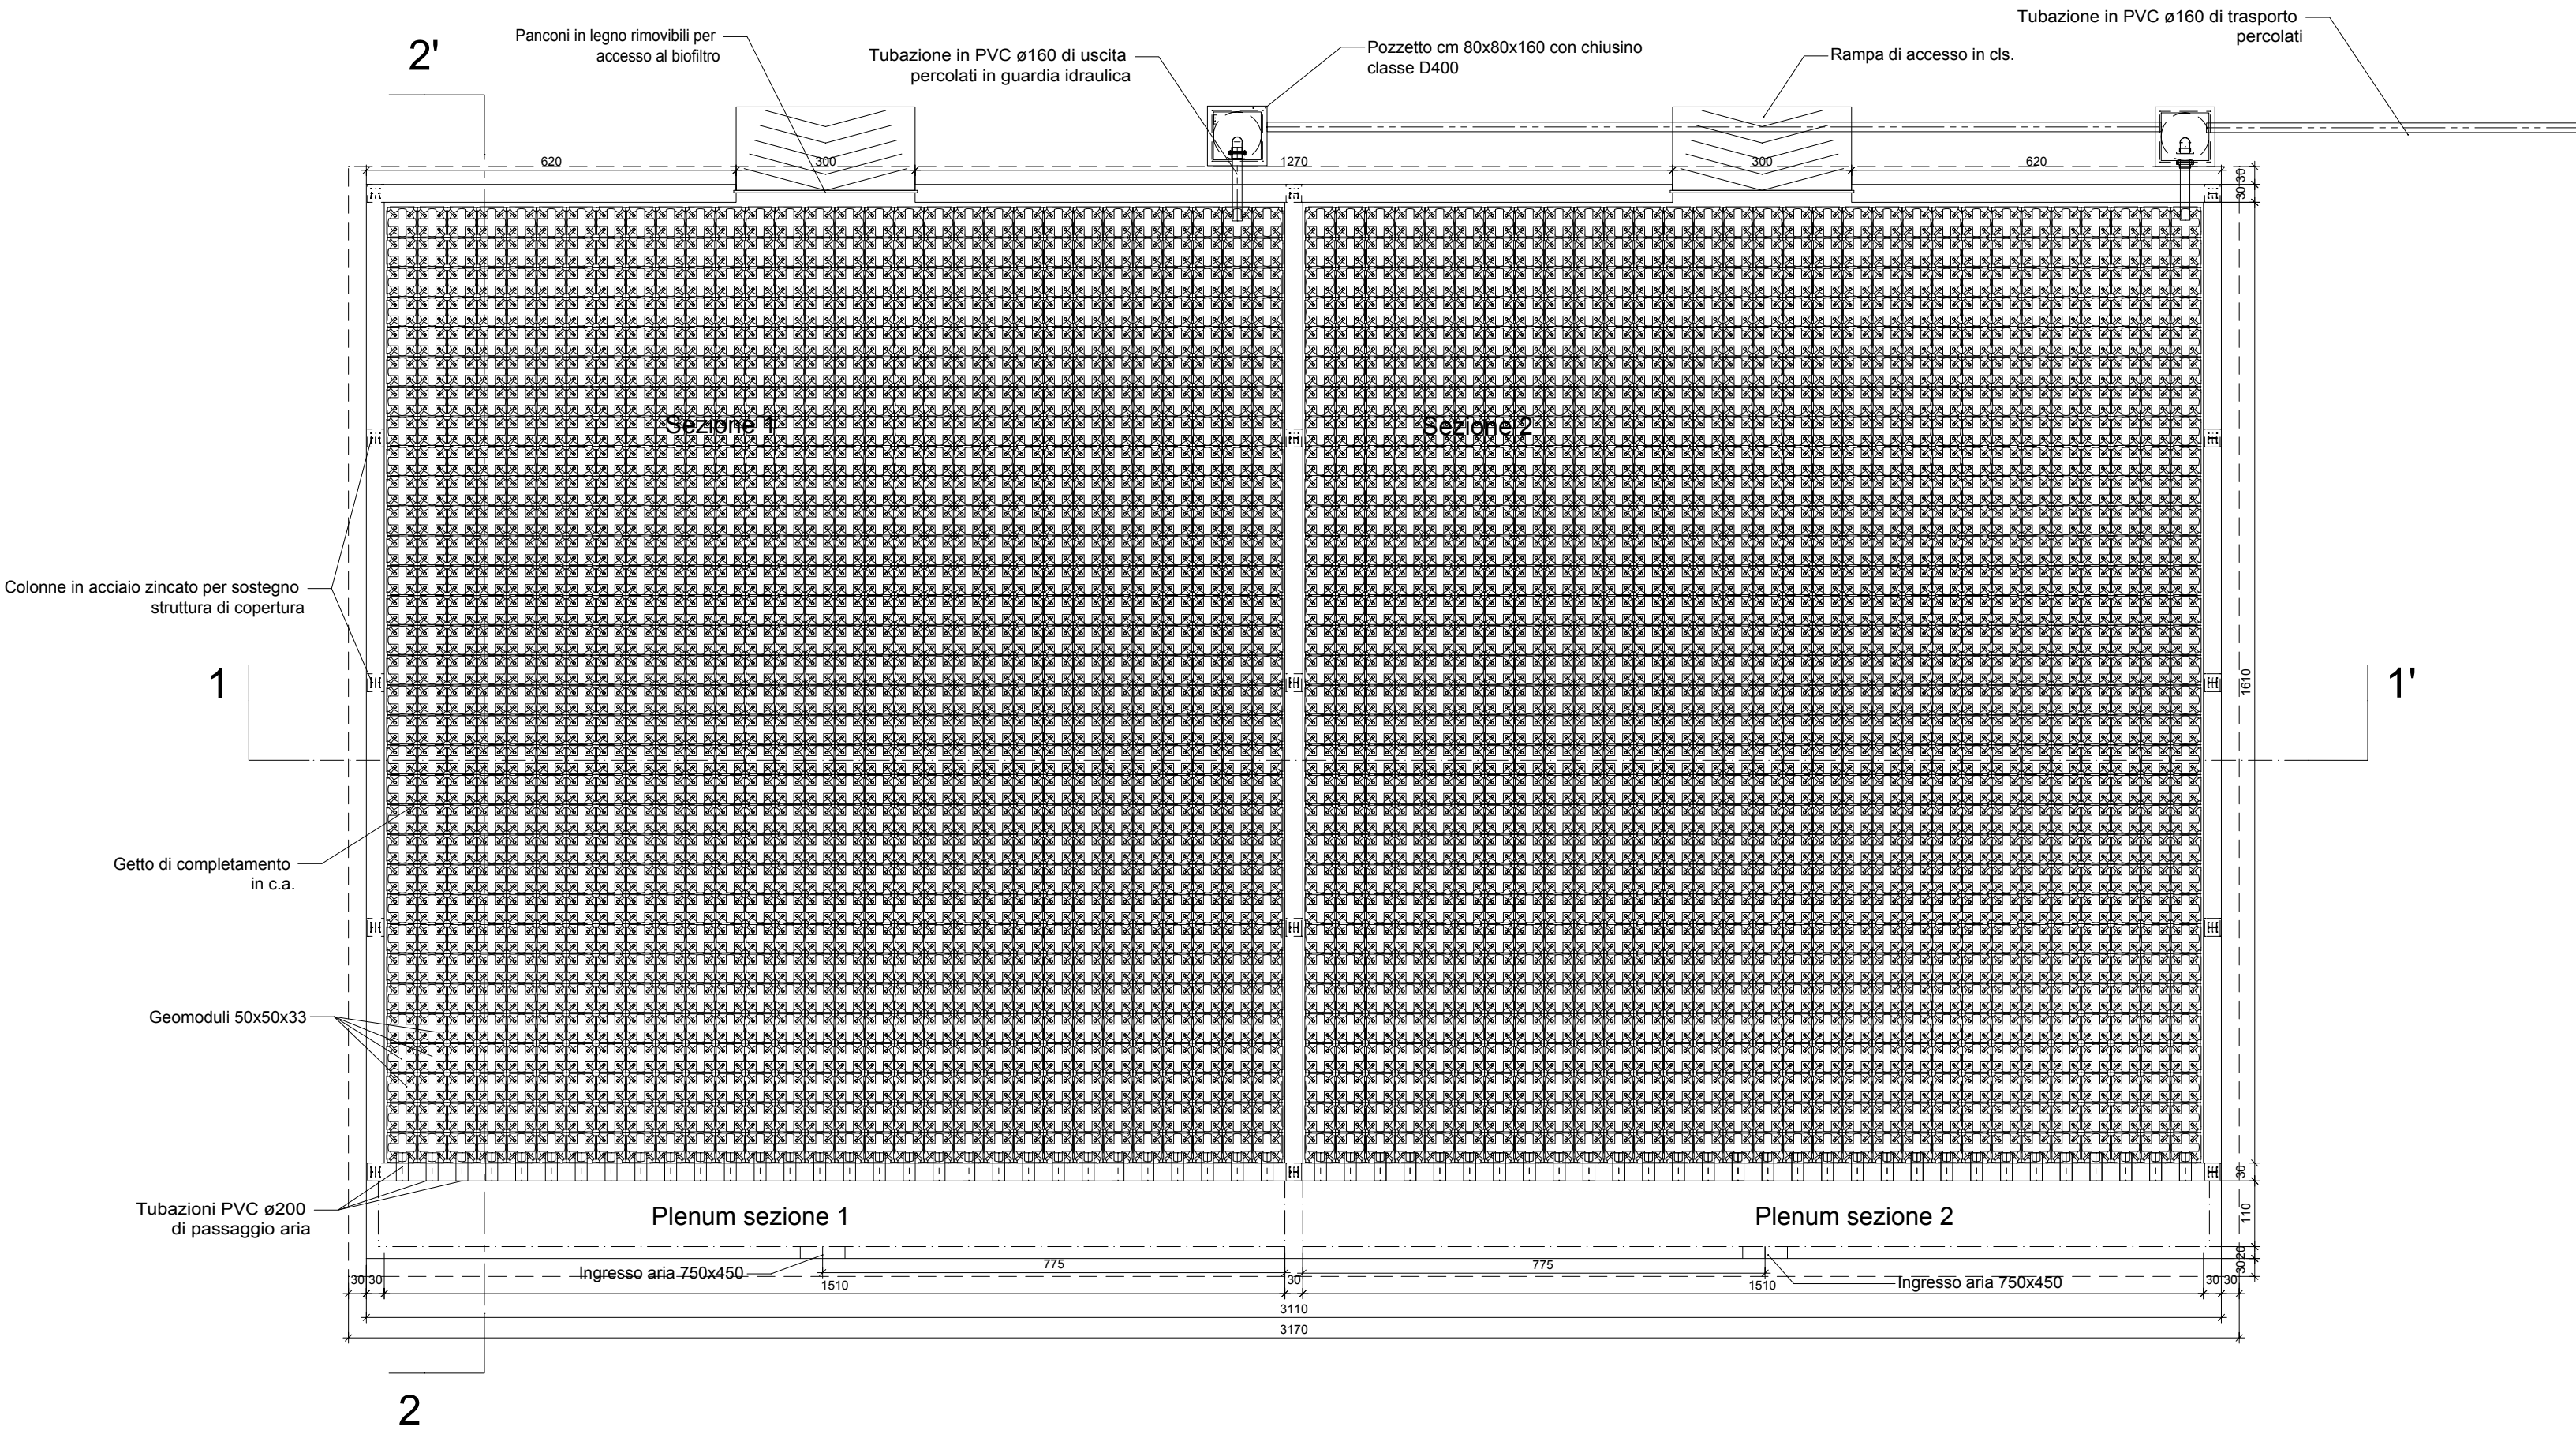 Tubazione in PVC ø160 di trasporto
percolati
2'
Panconi in legno rimovibili per
accesso al biofiltro
Tubazione in PVC ø160 di uscita
percolati in guardia idraulica
Pozzetto cm 80x80x160 con chiusino
classe D400
Rampa di accesso in cls.
620
300
1270
300
620
30
30
Sezione 1
Sezione 2
Colonne in acciaio zincato per sostegno
struttura di copertura
1
1'
1610
Getto di completamento
in c.a.
Geomoduli 50x50x33
Tubazioni PVC ø200
di passaggio aria
30
Plenum sezione 1
Plenum sezione 2
110
20
30
Ingresso aria 750x450
775
775
Ingresso aria 750x450
30
30
1510
30
1510
30
30
3110
3170
2